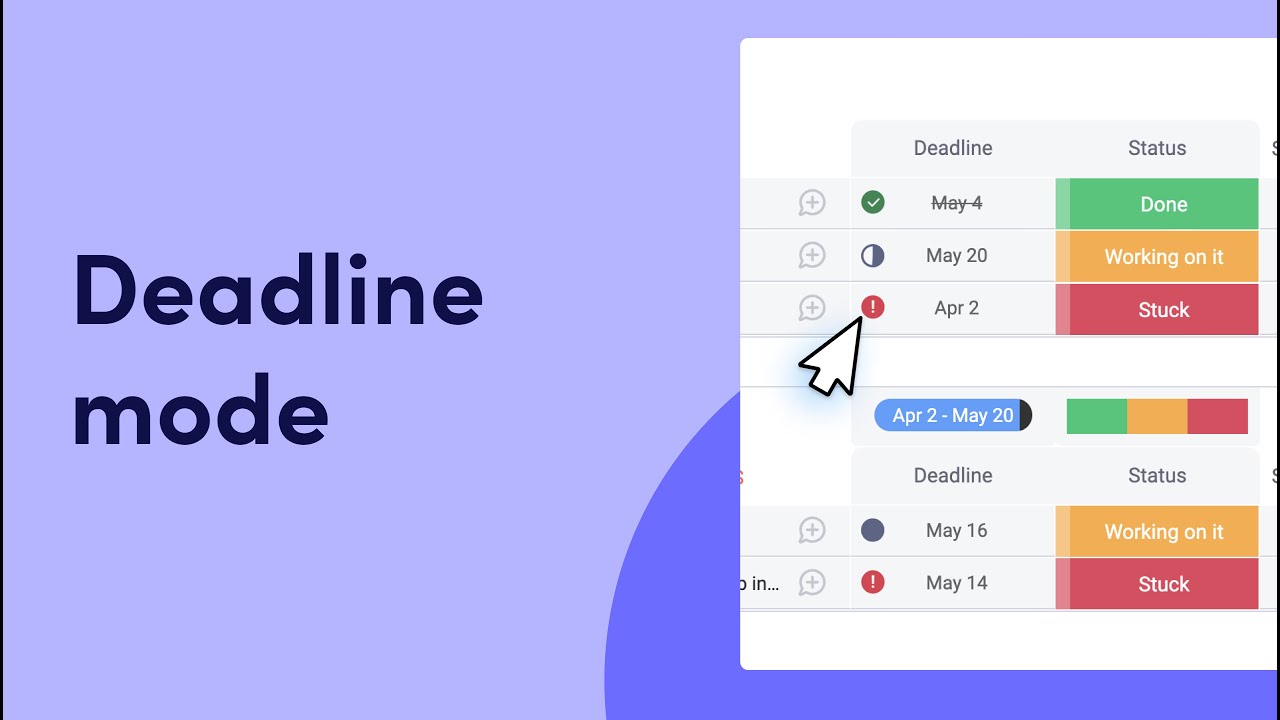 Deadline
mode
Deadline Status
May 4 Done
May 20 Working on it
Apr 2 Stuck
Apr 2 - May 20
Deadline Status
May 16 Working on it
in... May 14 Stuck